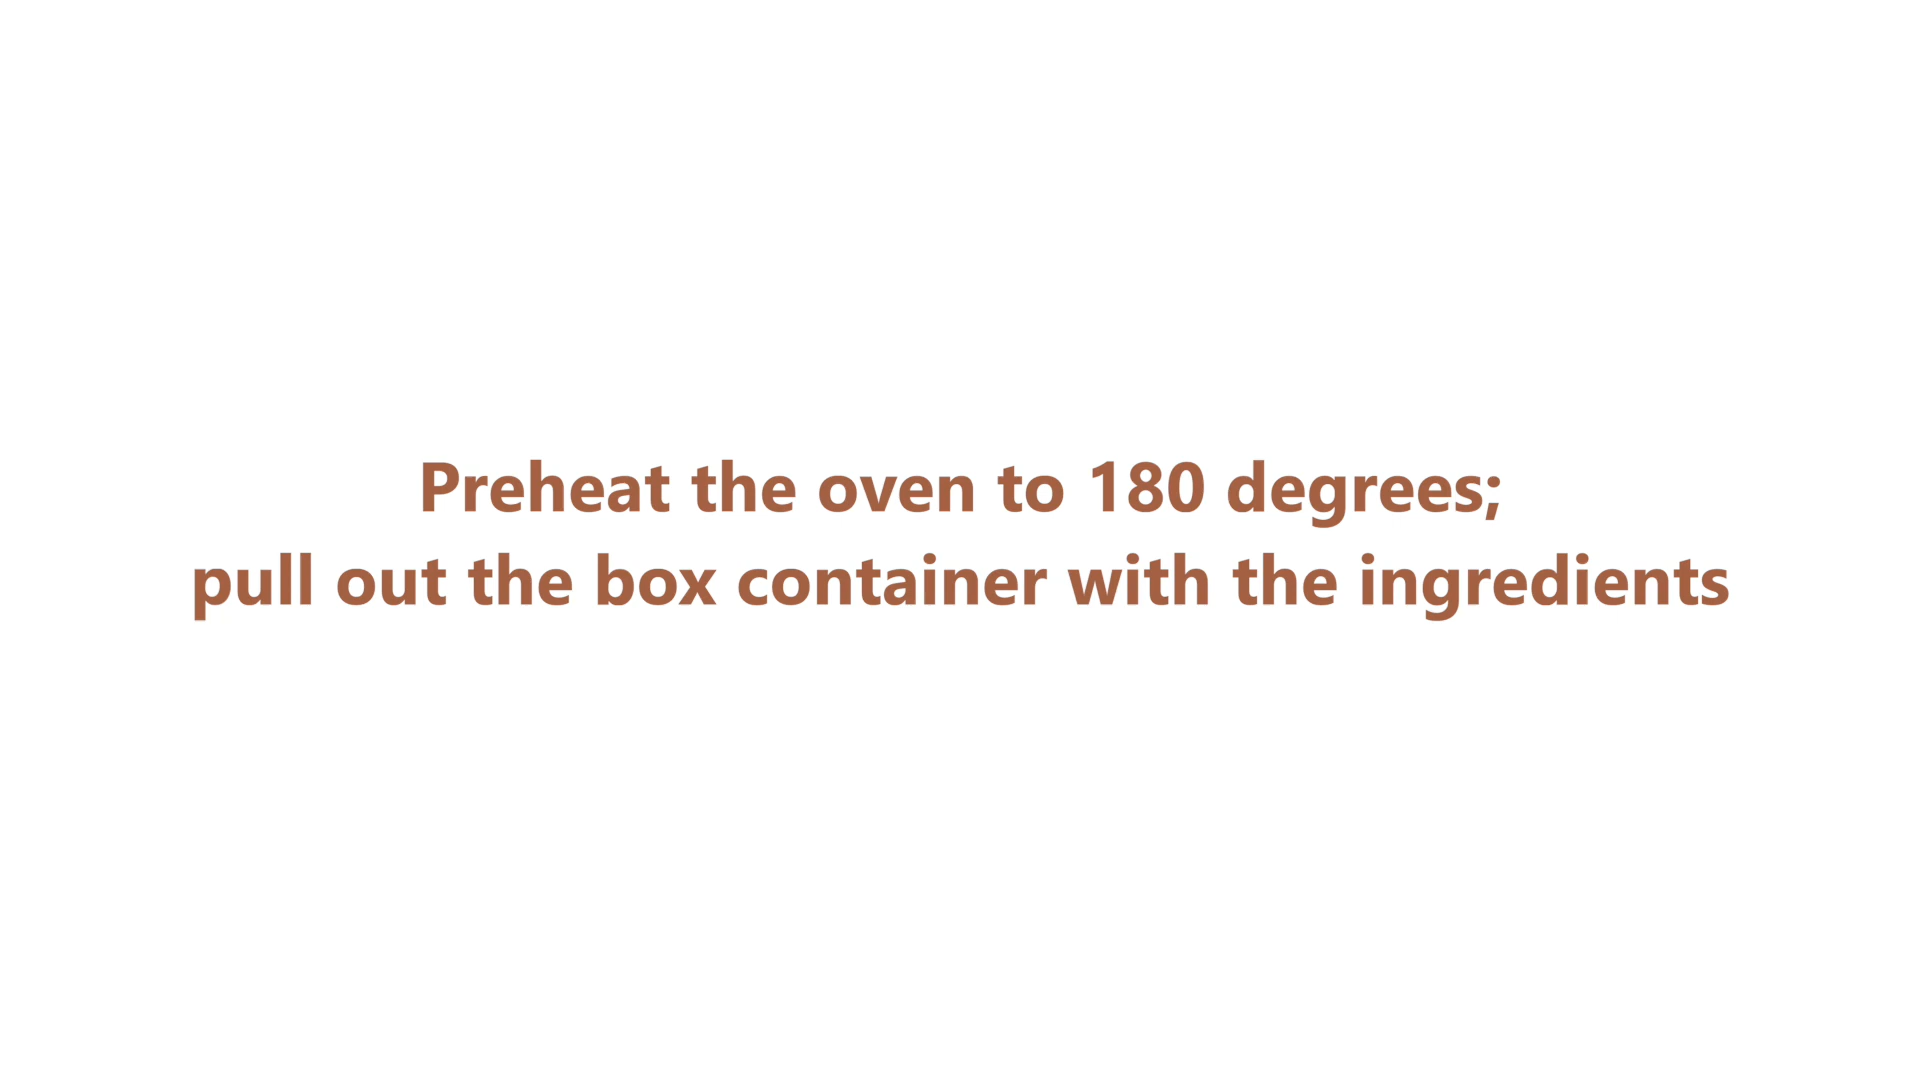 Preheat the oven to 180 degrees;
pull out the box container with the ingredients